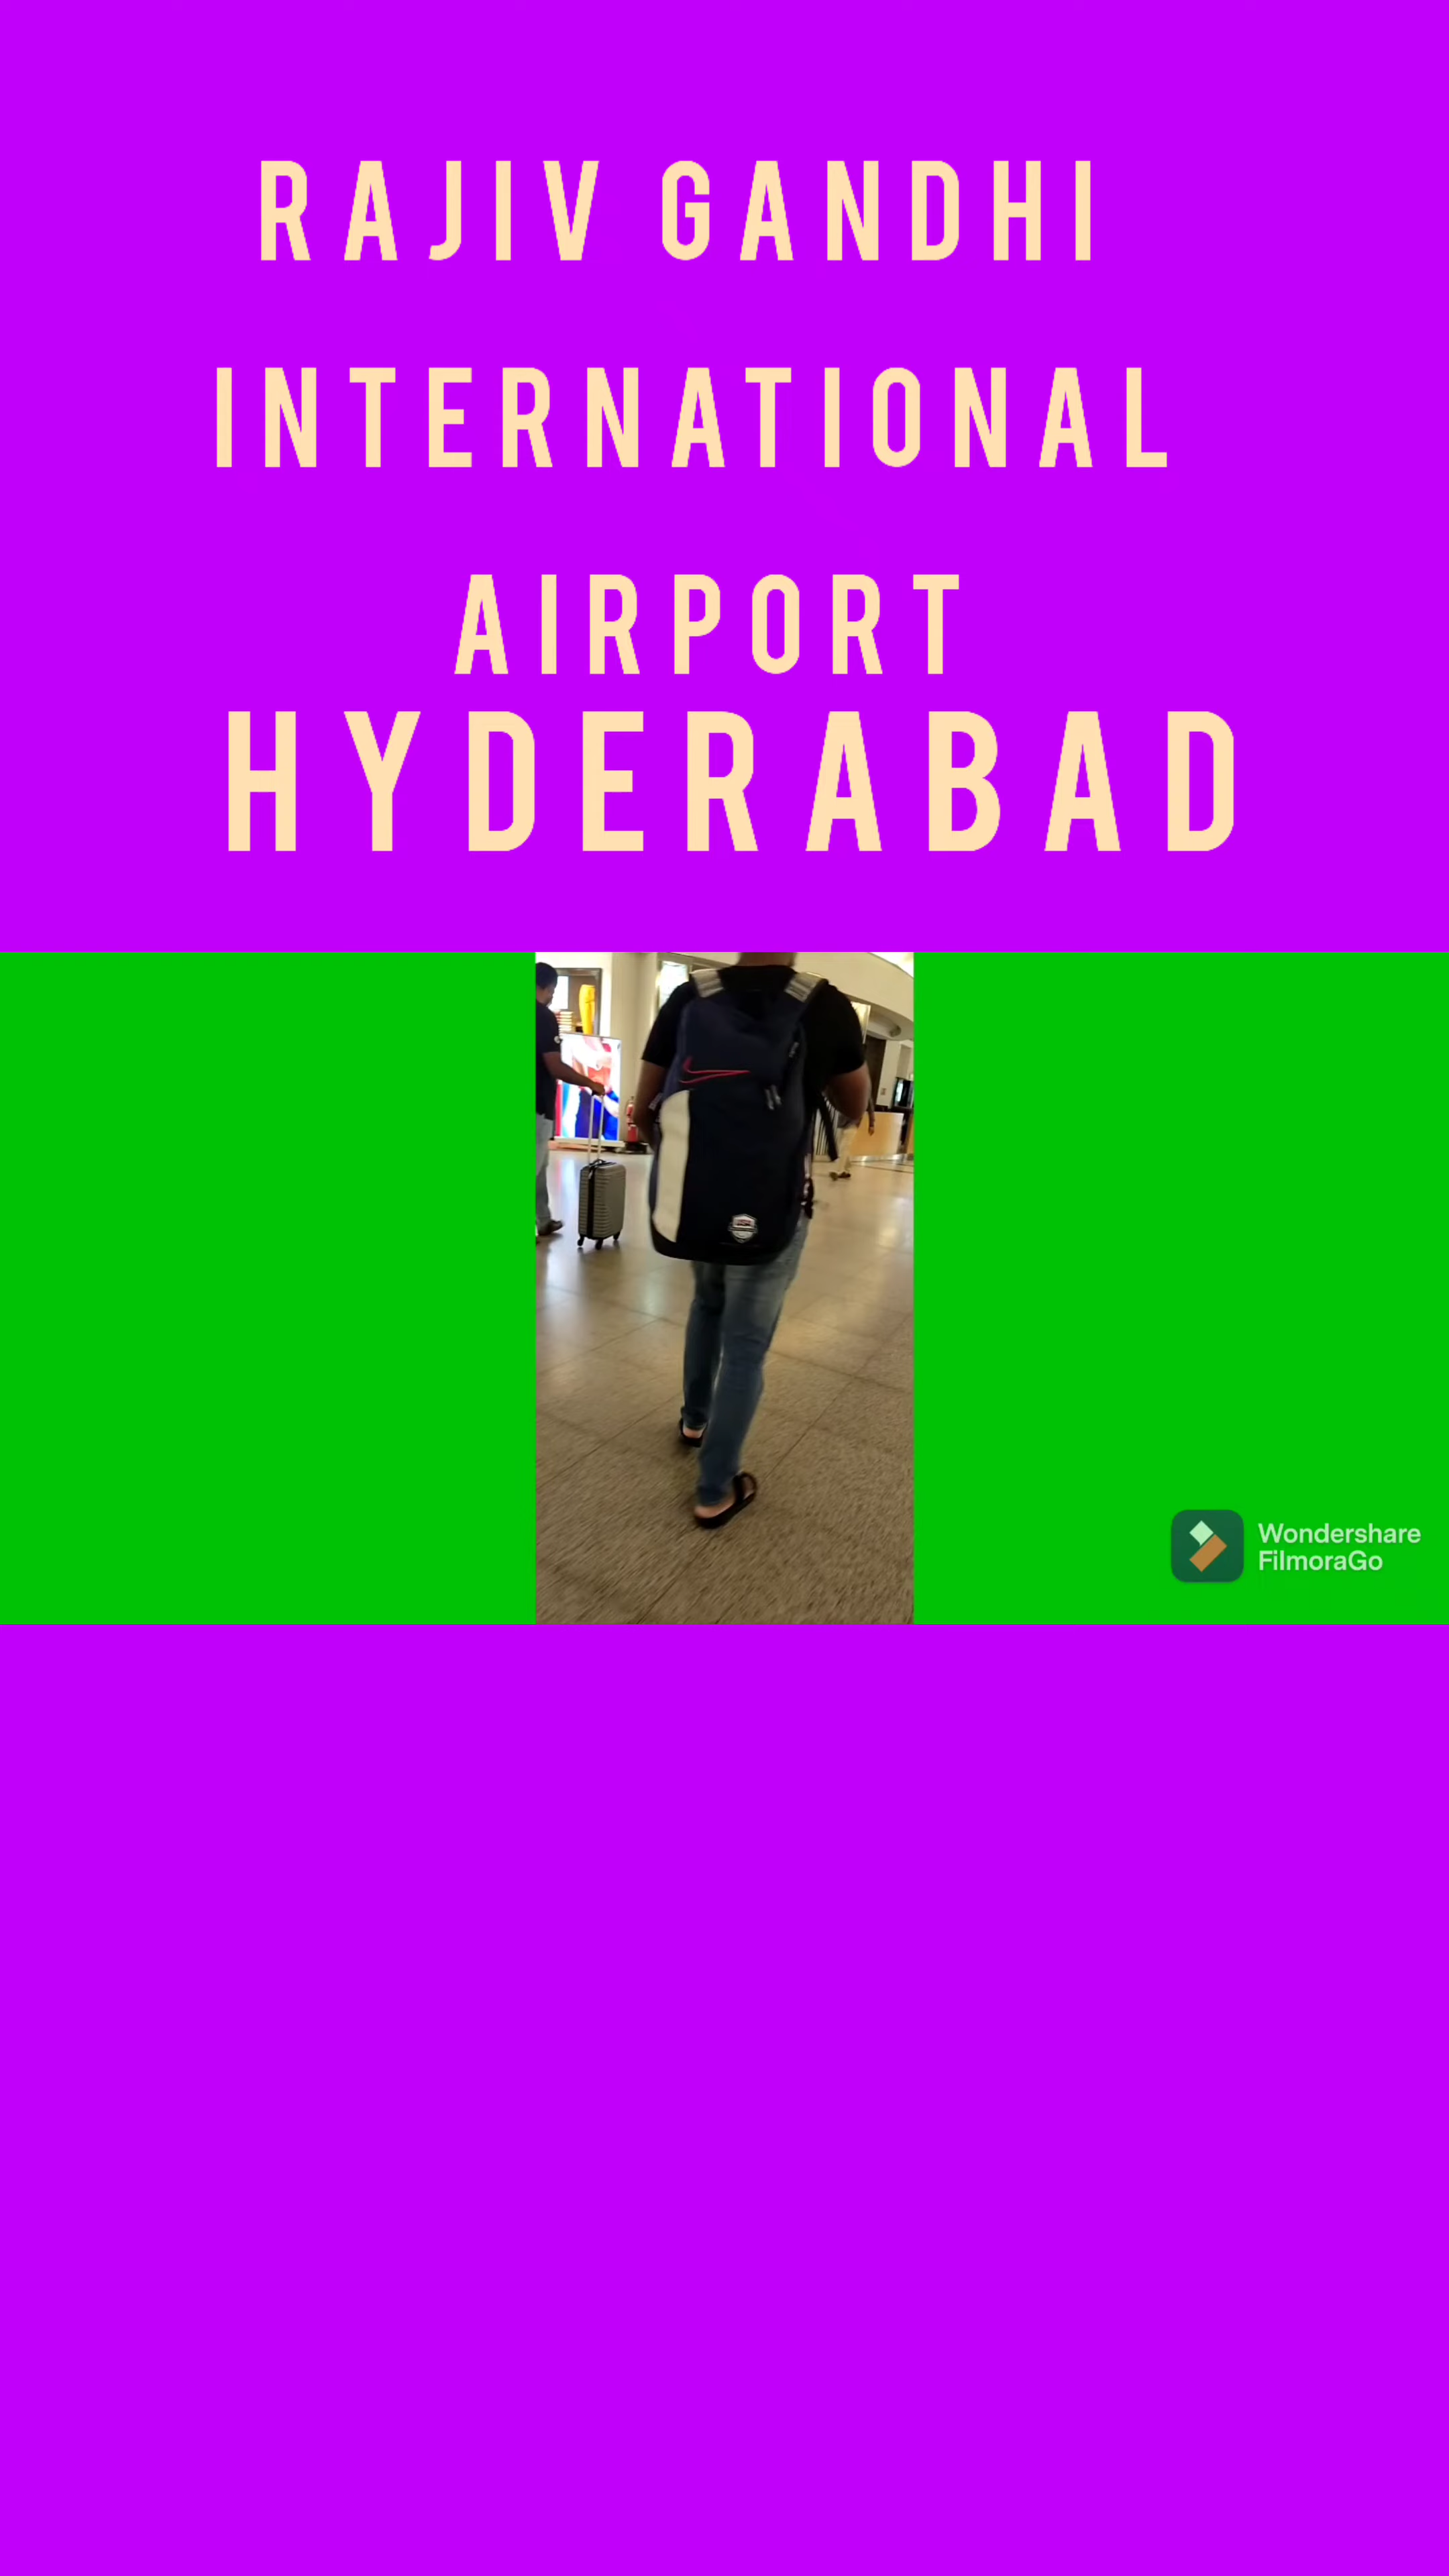 RAJIV GANDHI
INTERNATIONAL
AIRPORT
HYDERABAD
Wondershare
FilmoraGo